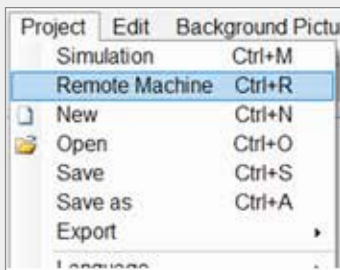 Project Edit Background Pictu
Simulation Ctrl+M
Remote Machine Ctrl+R
New Ctrl+N
Open Ctrl+O
Save Ctrl+S
Save as Ctrl+A
Export
Language